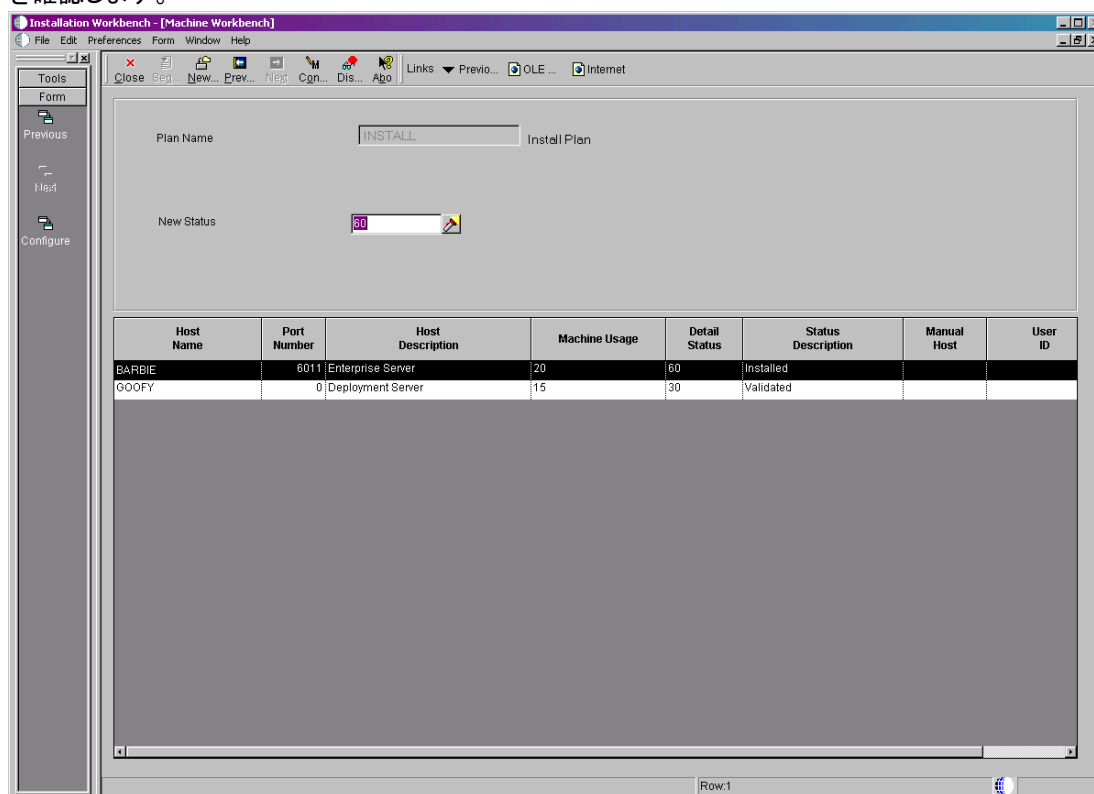 を確認します。
Installation Workbench - [Machine Workbench]
File Edit Preferences Form Window Help
Close Seq... New... Prev... Next Con... Dis... Abo Links Previo... OLE ... Internet
Tools
Form
Previous
Next
Configure
Plan Name INSTALL Install Plan
New Status 60
Host Name Port Number Host Description Machine Usage Detail Status Status Description Manual Host User ID
BARBIE 6011 Enterprise Server 20 60 Installed
GOOFY 0 Deployment Server 15 30 Validated
Row:1